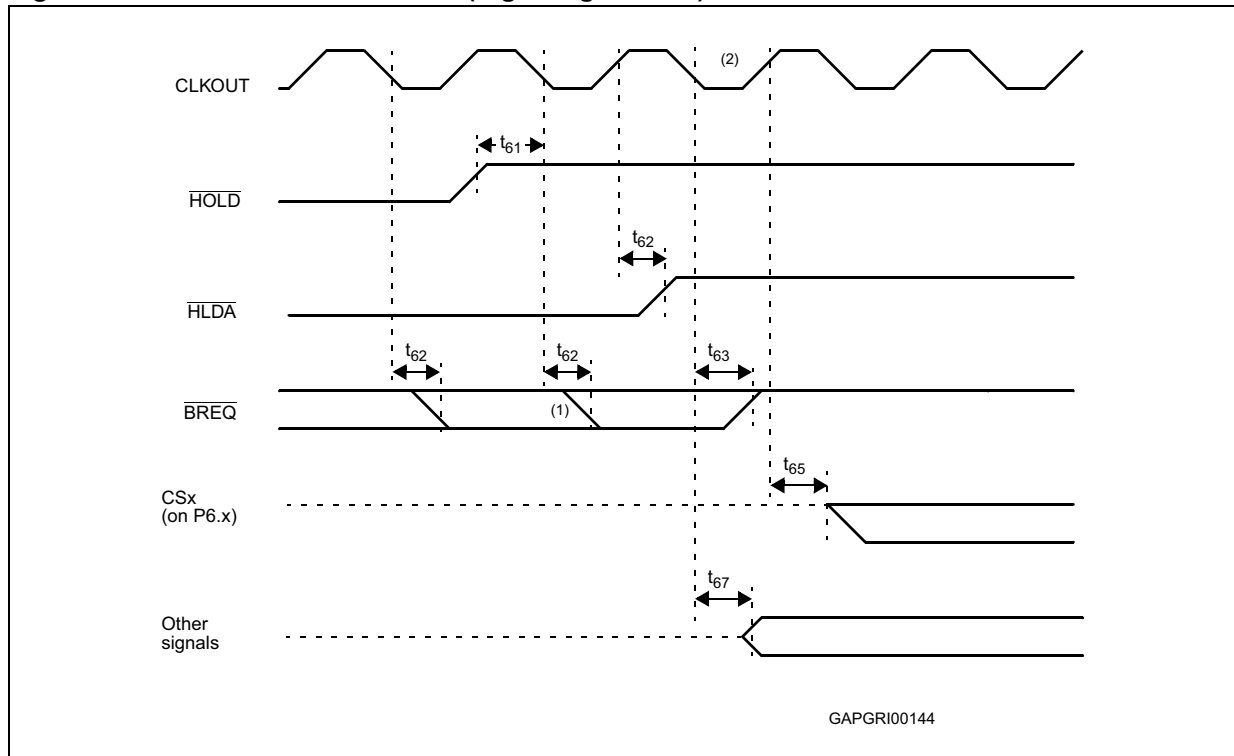 CLKOUT
(2)
t61
HOLD
t62
HLDA
t62
t62
t63
BREQ
(1)
t65
CSx
(on P6.x)
t67
Other
signals
GAPGRI00144